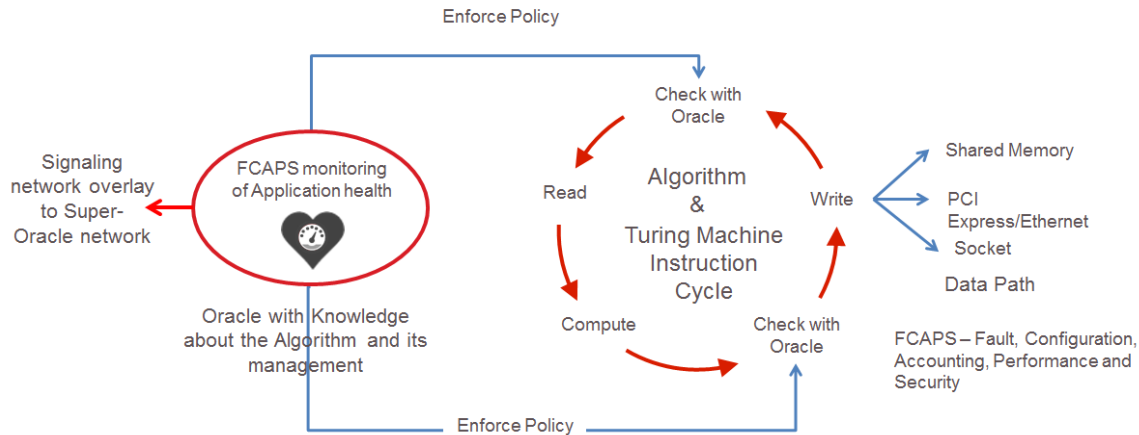 Enforce Policy
Check with
Oracle
FCAPS monitoring
of Application health
Signaling
network overlay
to Super-
Oracle network
Read
Algorithm
&
Turing Machine
Instruction
Cycle
Write
Shared Memory
PCI
Express/Ethernet
Socket
Data Path
Oracle with Knowledge
about the Algorithm and its
management
Compute
Check with
Oracle
FCAPS – Fault, Configuration,
Accounting, Performance and
Security
Enforce Policy